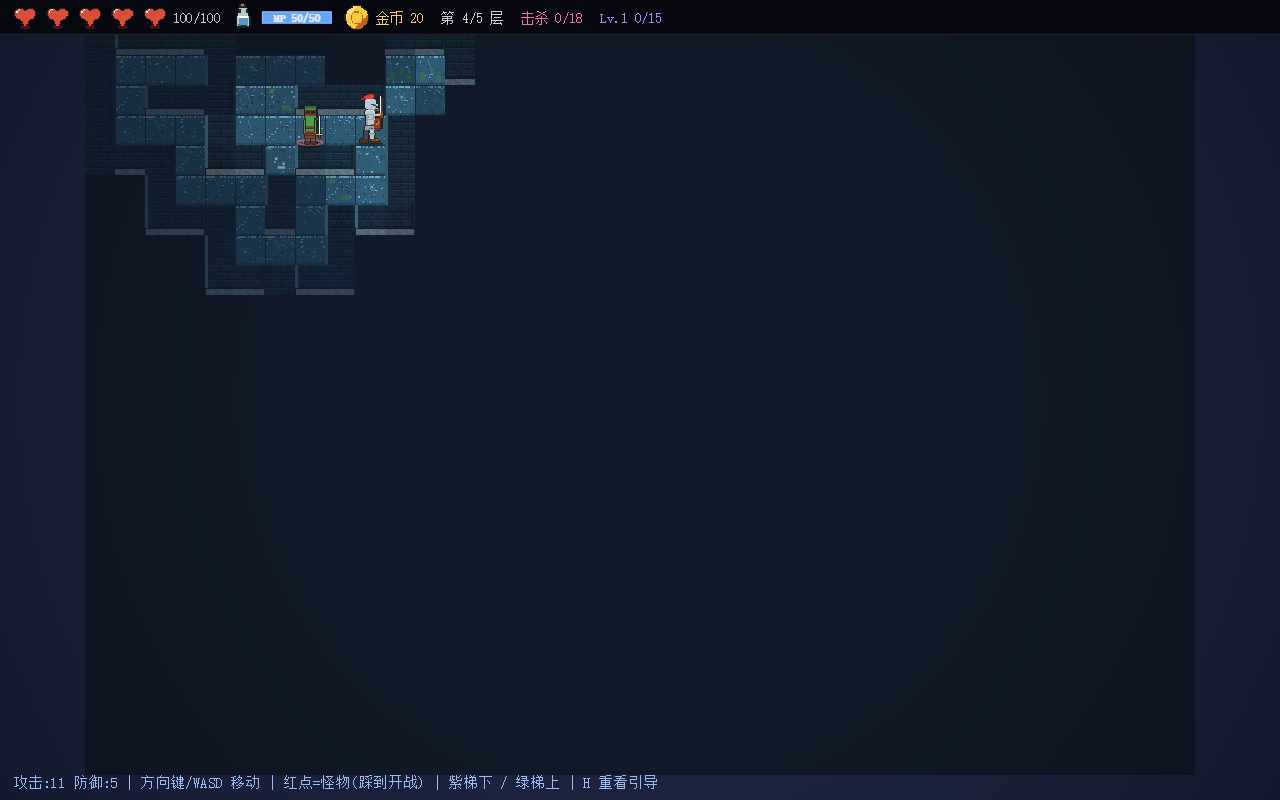 100/100 MP 50/50 金币 20 第 4/5 层 击杀 0/18 Lv.1 0/15
攻击:11 防御:5 | 方向键/WASD 移动 | 红点=怪物(踩到开战) | 紫梯下 / 绿梯上 | H 重看引导